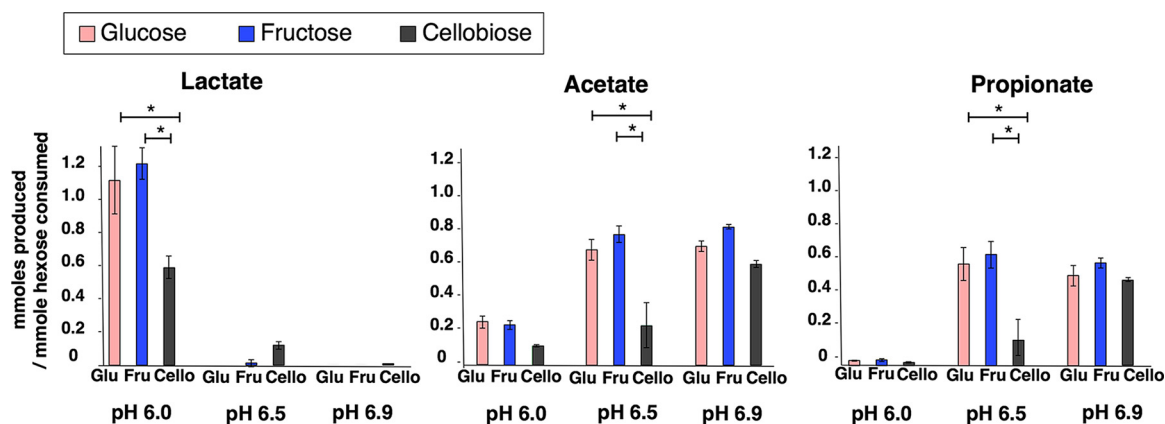 Glucose Fructose Cellobiose
Lactate
Acetate
Propionate
* * *
* * *
mmoles produced
/mmole hexose consumed
1.2
1.0
0.8
0.6
0.4
0.2
0
Glu Fru Cello Glu Fru Cello Glu Fru Cello
pH 6.0 pH 6.5 pH 6.9
1.2
1.0
0.8
0.6
0.4
0.2
0
Glu Fru Cello Glu Fru Cello Glu Fru Cello
pH 6.0 pH 6.5 pH 6.9
1.2
1.0
0.8
0.6
0.4
0.2
0
Glu Fru Cello Glu Fru Cello Glu Fru Cello
pH 6.0 pH 6.5 pH 6.9